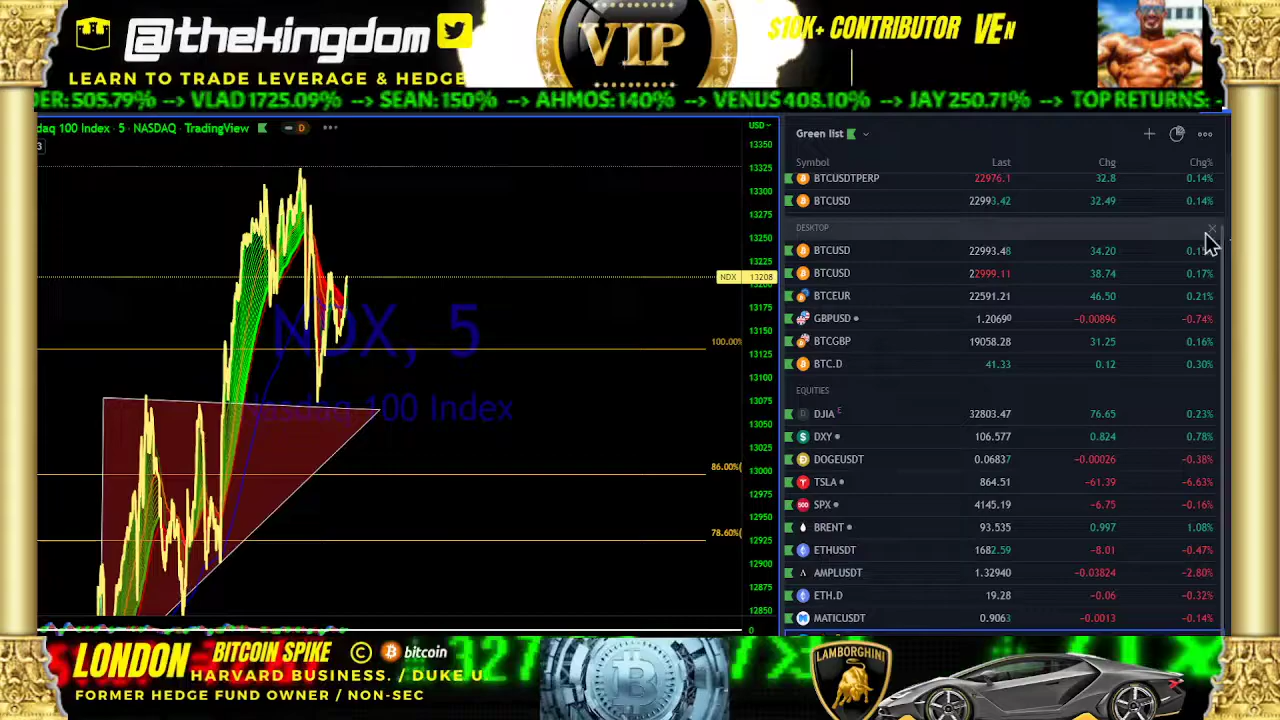 @thekingdom
LEARN TO TRADE LEVERAGE & HEDGE
VIP
$10K+ CONTRIBUTOR VEN
DER: 505.79% --> VLAD 1725.09% --> SEAN: 150% --> AHMOS: 140% --> VENUS 408.10% --> JAY 250.71% --> TOP RETURNS: -
daq 100 Index · 5 · NASDAQ · TradingView D
3
USD
13350
13325
13300
13275
13250
13225
NDX 13208
13200
13175
13150
13125
13100
13075
13050
13025
13000
12975
12950
12925
12900
12875
12850
0
NDX, 5
Nasdaq 100 Index
100.00%
86.00%(
78.60%(
Green list
Symbol Last Chg Chg%
BTCUSDTPERP 22976.1 32.8 0.14%
BTCUSD 22993.42 32.49 0.14%
DESKTOP
BTCUSD 22993.48 34.20
BTCUSD 22999.11 38.74 0.17%
BTCEUR 22591.21 46.50 0.21%
GBPUSD 1.20690 -0.00896 -0.74%
BTCGBP 19058.28 31.25 0.16%
BTC.D 41.33 0.12 0.30%
EQUITIES
DJIA E 32803.47 76.65 0.23%
DXY 106.577 0.824 0.78%
DOGEUSDT 0.06837 -0.00026 -0.38%
TSLA 864.51 -61.39 -6.63%
SPX 4145.19 -6.75 -0.16%
BRENT 93.535 0.997 1.08%
ETHUSDT 1682.59 -8.01 -0.47%
AMPLUSDT 1.32940 -0.03824 -2.80%
ETH.D 19.28 -0.06 -0.32%
MATICUSDT 0.9063 -0.0013 -0.14%
LONDON BITCOIN SPIKE © bitcoin
HARVARD BUSINESS. / DUKE U.
FORMER HEDGE FUND OWNER / NON-SEC
LAMBORGHINI